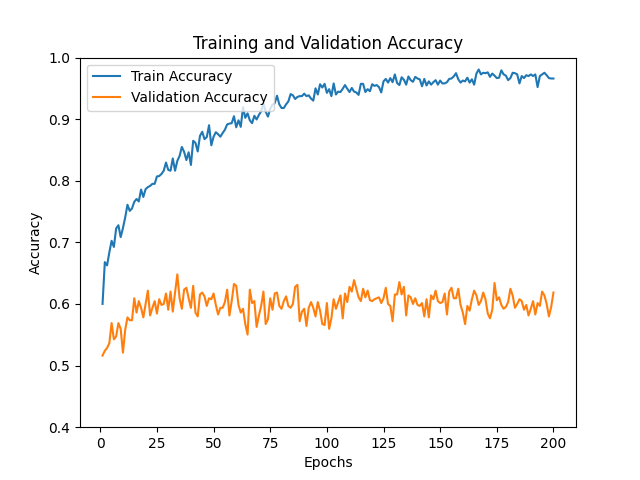 Training and Validation Accuracy
Train Accuracy
Validation Accuracy
1.0
0.9
0.8
0.7
0.6
0.5
0.4
Accuracy
0 25 50 75 100 125 150 175 200
Epochs